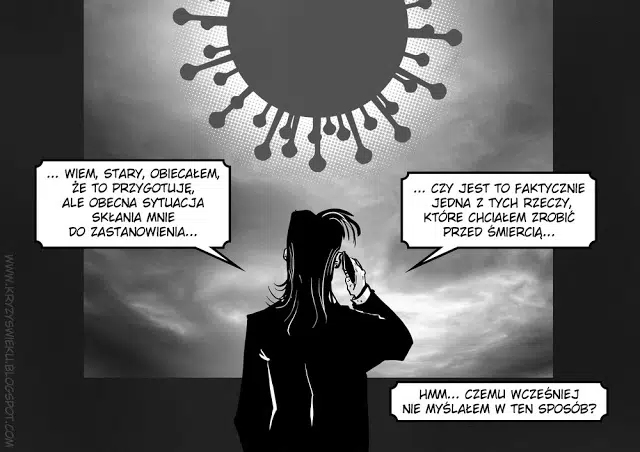 ... WIEM, STARY, OBIECAŁEM,
ŻE TO PRZYGOTUJĘ,
ALE OBECNA SYTUACJA
SKŁANIA MNIE
DO ZASTANOWIENIA...
... CZY JEST TO FAKTYCZNIE
JEDNA Z TYCH RZECZY,
KTÓRE CHCIAŁEM ZROBIĆ
PRZED ŚMIERCIĄ...
HMM... CZEMU WCZEŚNIEJ
NIE MYŚLAŁEM W TEN SPOSÓB?
WWW.KRYZYSWIEKU.BLOGSPOT.COM